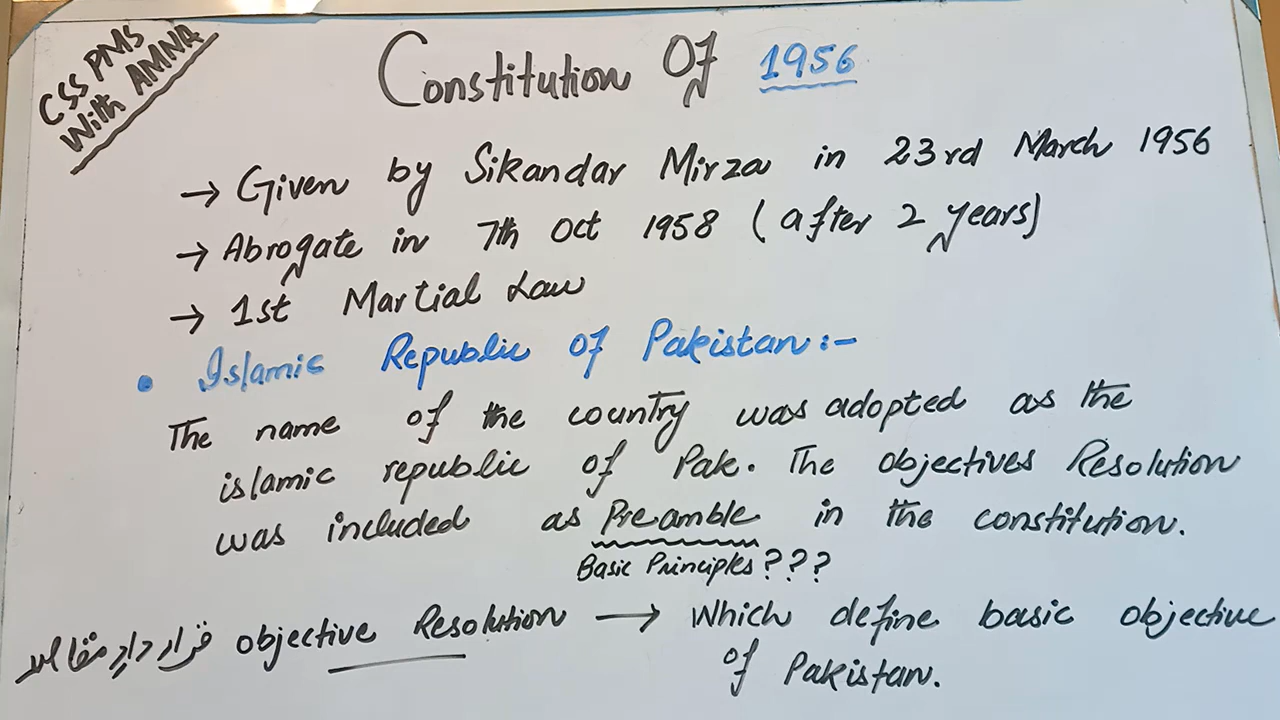 CSS PMS
With AMNA
Constitution Of 1956
→ Given by Sikandar Mirza in 23rd March 1956
→ Abrogate in 7th Oct 1958 (after 2 years)
→ 1st Martial Law
• Islamic Republic of Pakistan:-
The name of the country was adopted as the
islamic republic of Pak. The objectives Resolution
was included as Preamble in the constitution.
Basic Principles???
قرار دادِ مقاصد objective Resolution → Which define basic objective
of Pakistan.